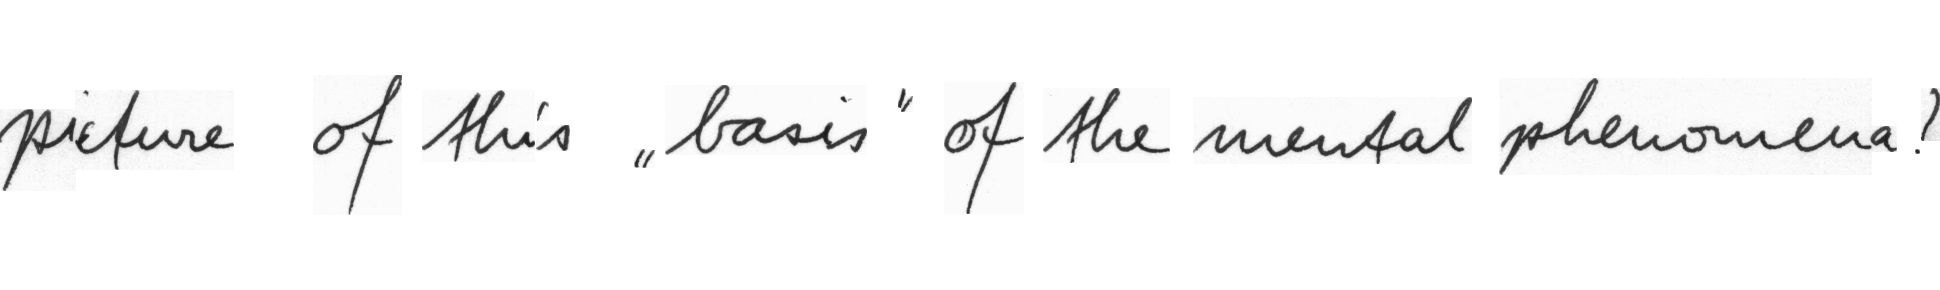 picture of this „basis" of the mental phenomena?